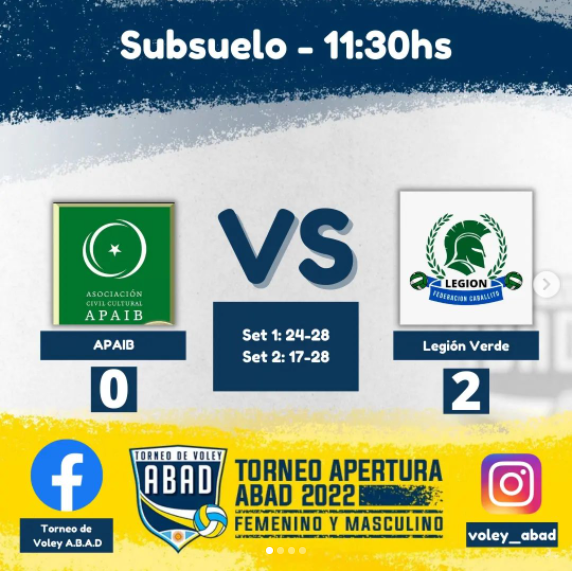 Subsuelo - 11:30hs
ASOCIACIÓN
CIVIL CULTURAL
APAIB
VS
LEGION
FEDERACION CABALLITO
Set 1: 24-28
Set 2: 17-28
APAIB
Legión Verde
0
2
TORNEO DE VOLEY
ABAD
TORNEO APERTURA
ABAD 2022
FEMENINO Y MASCULINO
Torneo de
Voley A.B.A.D
voley_abad